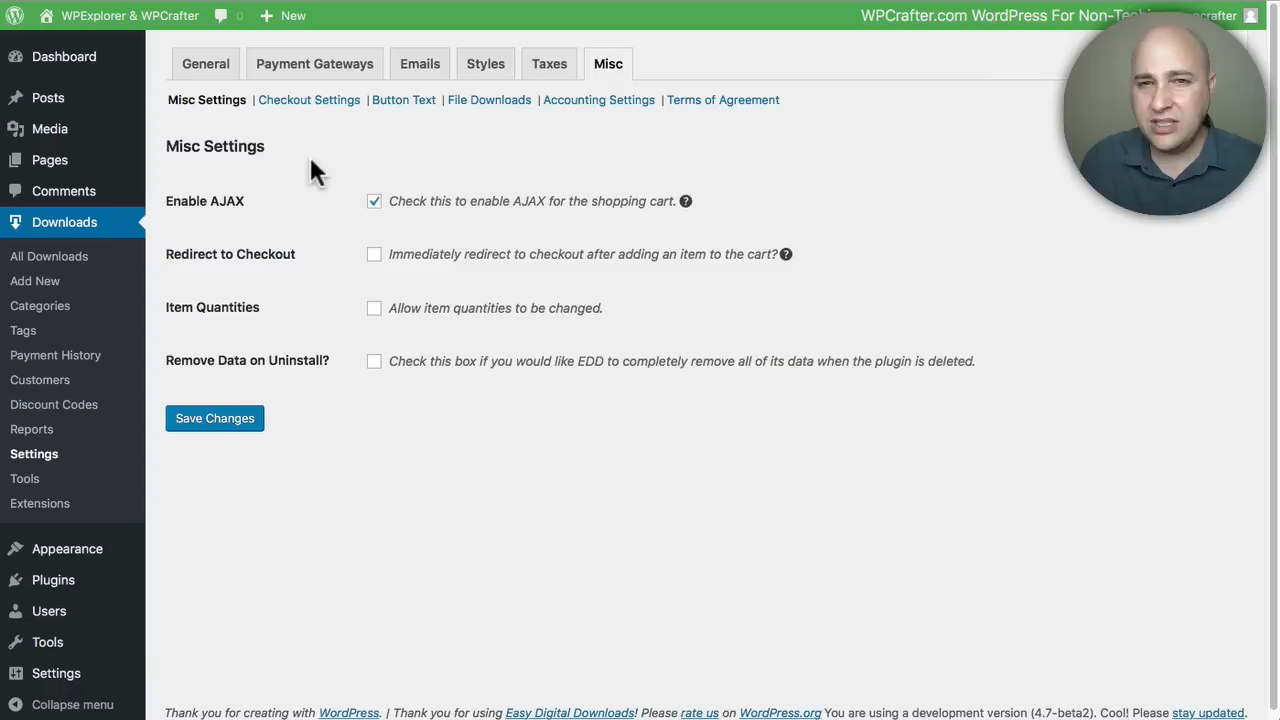 WPExplorer & WPCrafter
0
New
WPCrafter.com WordPress For Non-Tech
crafter
Dashboard
Posts
Media
Pages
Comments
Downloads
All Downloads
Add New
Categories
Tags
Payment History
Customers
Discount Codes
Reports
Settings
Tools
Extensions
Appearance
Plugins
Users
Tools
Settings
Collapse menu
General
Payment Gateways
Emails
Styles
Taxes
Misc
Misc Settings | Checkout Settings | Button Text | File Downloads | Accounting Settings | Terms of Agreement
Misc Settings
Enable AJAX
Check this to enable AJAX for the shopping cart. ?
Redirect to Checkout
Immediately redirect to checkout after adding an item to the cart? ?
Item Quantities
Allow item quantities to be changed.
Remove Data on Uninstall?
Check this box if you would like EDD to completely remove all of its data when the plugin is deleted.
Save Changes
Thank you for creating with WordPress. | Thank you for using Easy Digital Downloads! Please rate us on WordPress.org You are using a development version (4.7-beta2). Cool! Please stay updated.